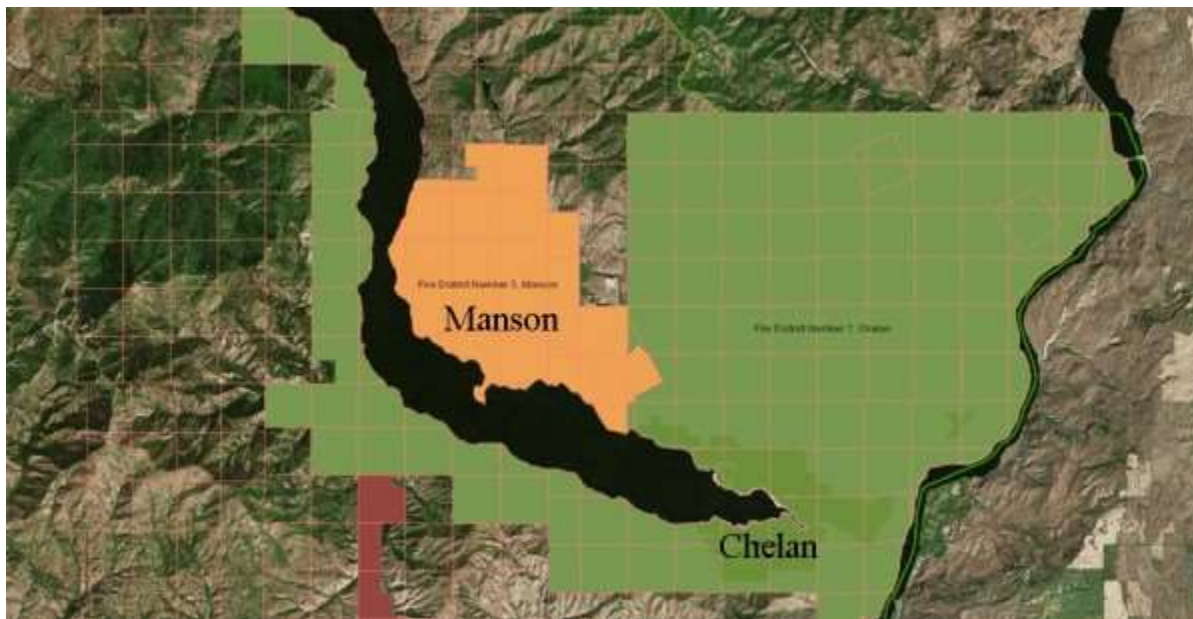 Fire District Number 5, Manson
Manson
Fire District Number 7, Chelan
Chelan